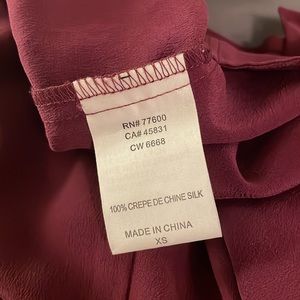 RN# 77600
CA# 45831
CW 6668
100% CREPE DE CHINE SILK
MADE IN CHINA
XS